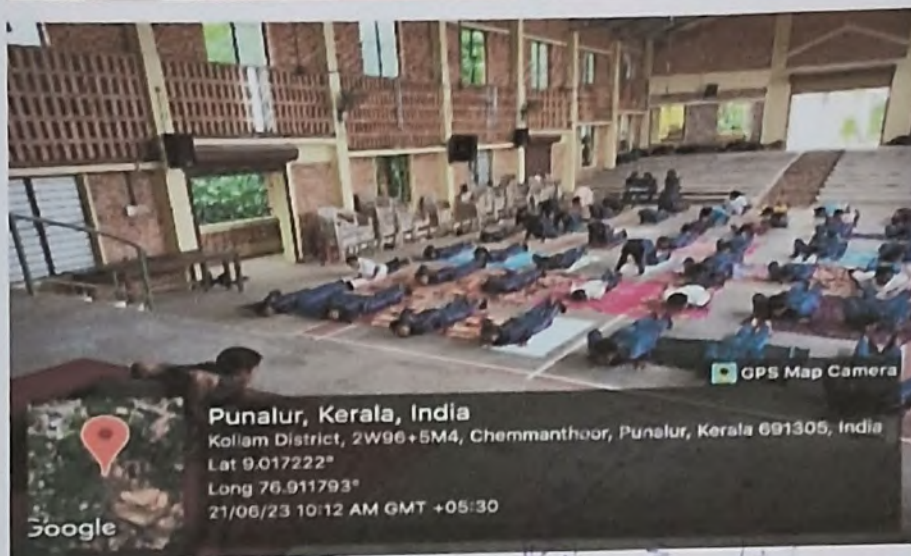 GPS Map Camera
Punalur, Kerala, India
Kollam District, 2W96+5M4, Chemmanthoor, Punalur, Kerala 691305, India
Lat 9.017222°
Long 76.911793°
21/06/23 10:12 AM GMT +05:30
Google